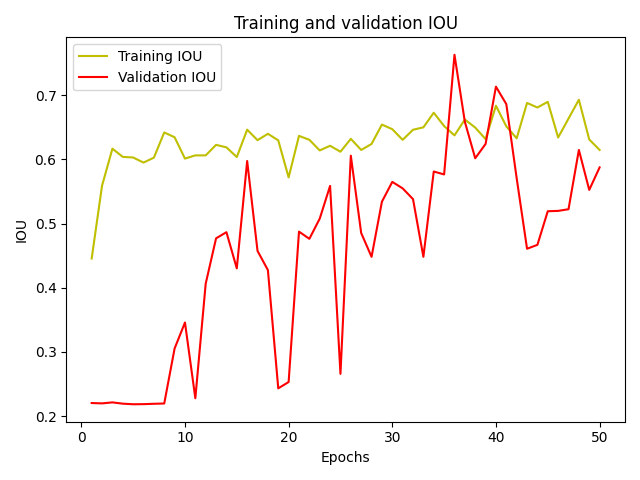 Training and validation IOU
Training IOU
Validation IOU
IOU
0.7
0.6
0.5
0.4
0.3
0.2
0 10 20 30 40 50
Epochs